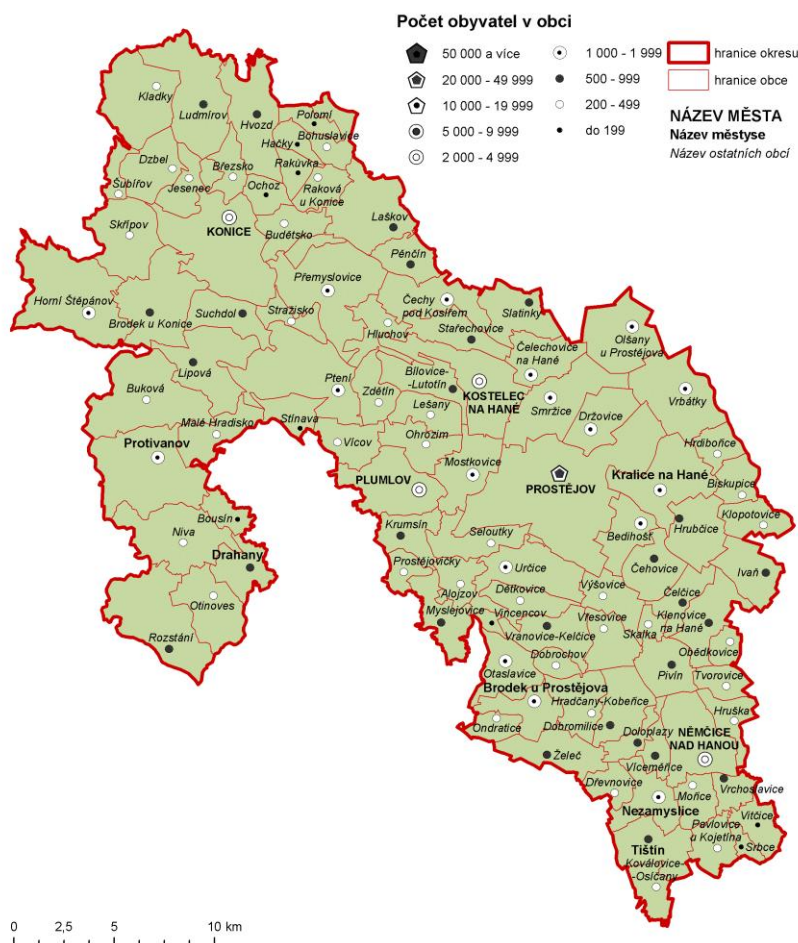 Počet obyvatel v obci
50 000 a více
20 000 - 49 999
10 000 - 19 999
5 000 - 9 999
2 000 - 4 999
1 000 - 1 999
500 - 999
200 - 499
do 199
hranice okresu
hranice obce
NÁZEV MĚSTA
Název městyse
Název ostatních obcí
Kladky
Ludmírov
Hvozd
Polomí
Bohuslavice
Hačky
Rakůvka
Dzbel
Jesenec
Březsko
Ochoz
Raková
u Konice
Šubířov
Skřípov
KONICE
Budětsko
Laškov
Pěnčín
Přemyslovice
Horní Štěpánov
Brodek u Konice
Suchdol
Stražisko
Hluchov
Čechy
pod Kosířem
Slatinky
Stařechovice
Olšany
u Prostějova
Čelechovice
na Hané
Lipová
Buková
Ptení
Zdětín
Bílovice-
-Lutotín
KOSTELEC
NA HANÉ
Smržice
Vrbátky
Lešany
Držovice
Malé Hradisko
Stínava
Vícov
Ohrozim
Protivanov
Mostkovice
PLUMLOV
PROSTĚJOV
Hrdibořice
Kralice na Hané
Biskupice
Klopotovice
Bousín
Niva
Drahany
Krumsín
Seloutky
Bedihošť
Hrubčice
Prostějovičky
Určice
Čehovice
Ivaň
Otinoves
Alojzov
Dětkovice
Výšovice
Čelčice
Myslejovice
Vincencov
Vřesovice
Klenovice
na Hané
Skalka
Vranovice-Kelčice
Rozstání
Dobrochov
Obědkovice
Otaslavice
Pivín
Tvorovice
Brodek u Prostějova
Hradčany-Kobeřice
Hruška
Ondratice
Dobromilice
Doloplazy
NĚMČICE
NAD HANOU
Želeč
Víceměřice
Dřevnovice
Mořice
Vrchoslavice
Nezamyslice
Vitčice
Pavlovice
u Kojetína
Srbce
Tištín
Koválovice-
-Osíčany
0 2,5 5 10 km